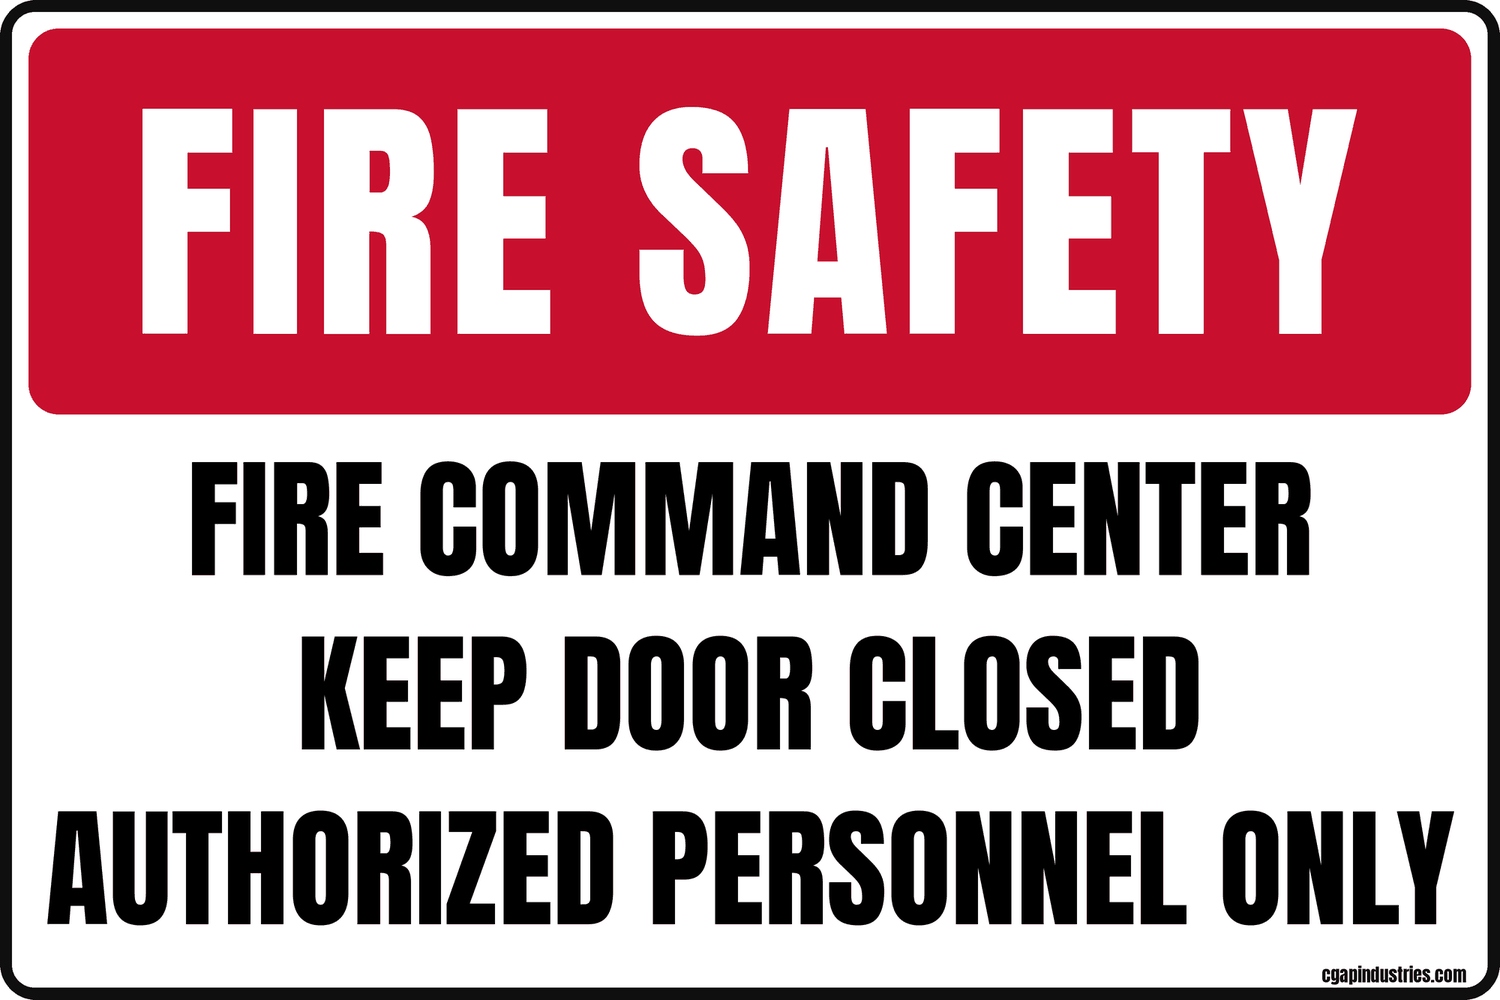 FIRE SAFETY
FIRE COMMAND CENTER
KEEP DOOR CLOSED
AUTHORIZED PERSONNEL ONLY
cgapindustries.com